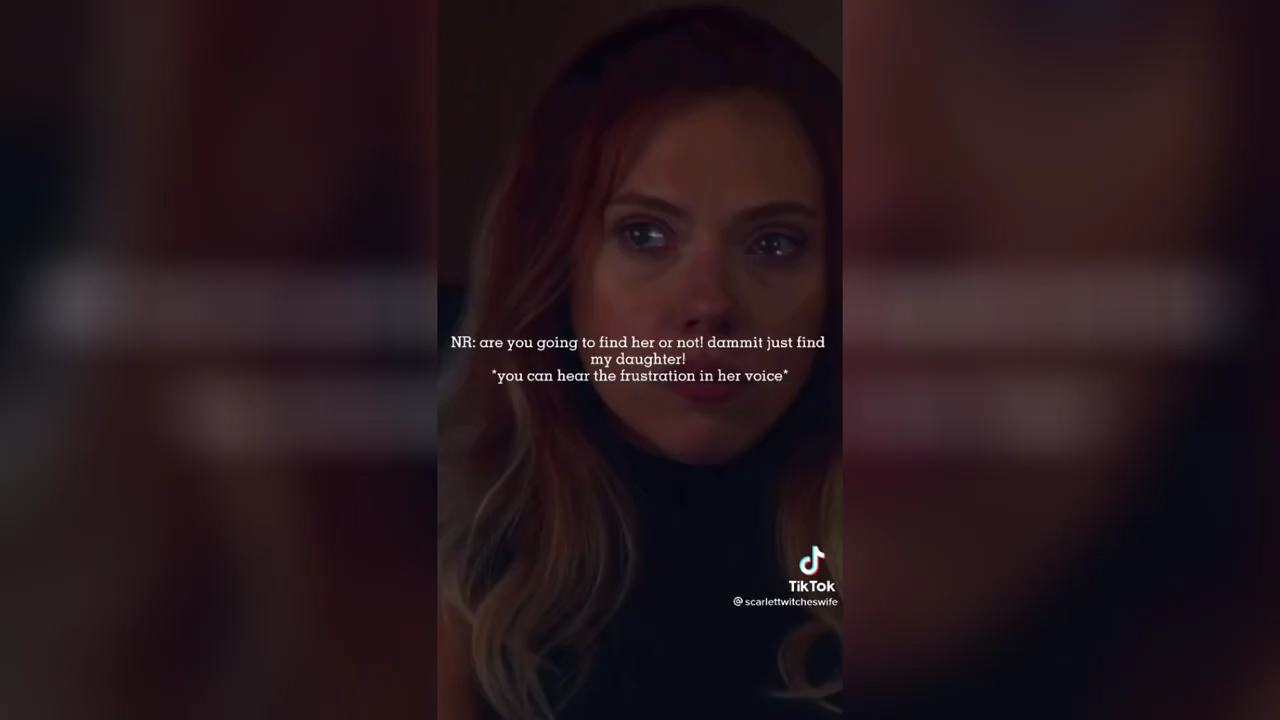 NR: are you going to find her or not! dammit just find
my daughter!
*you can hear the frustration in her voice*
TikTok
@scarlettwitcheswife